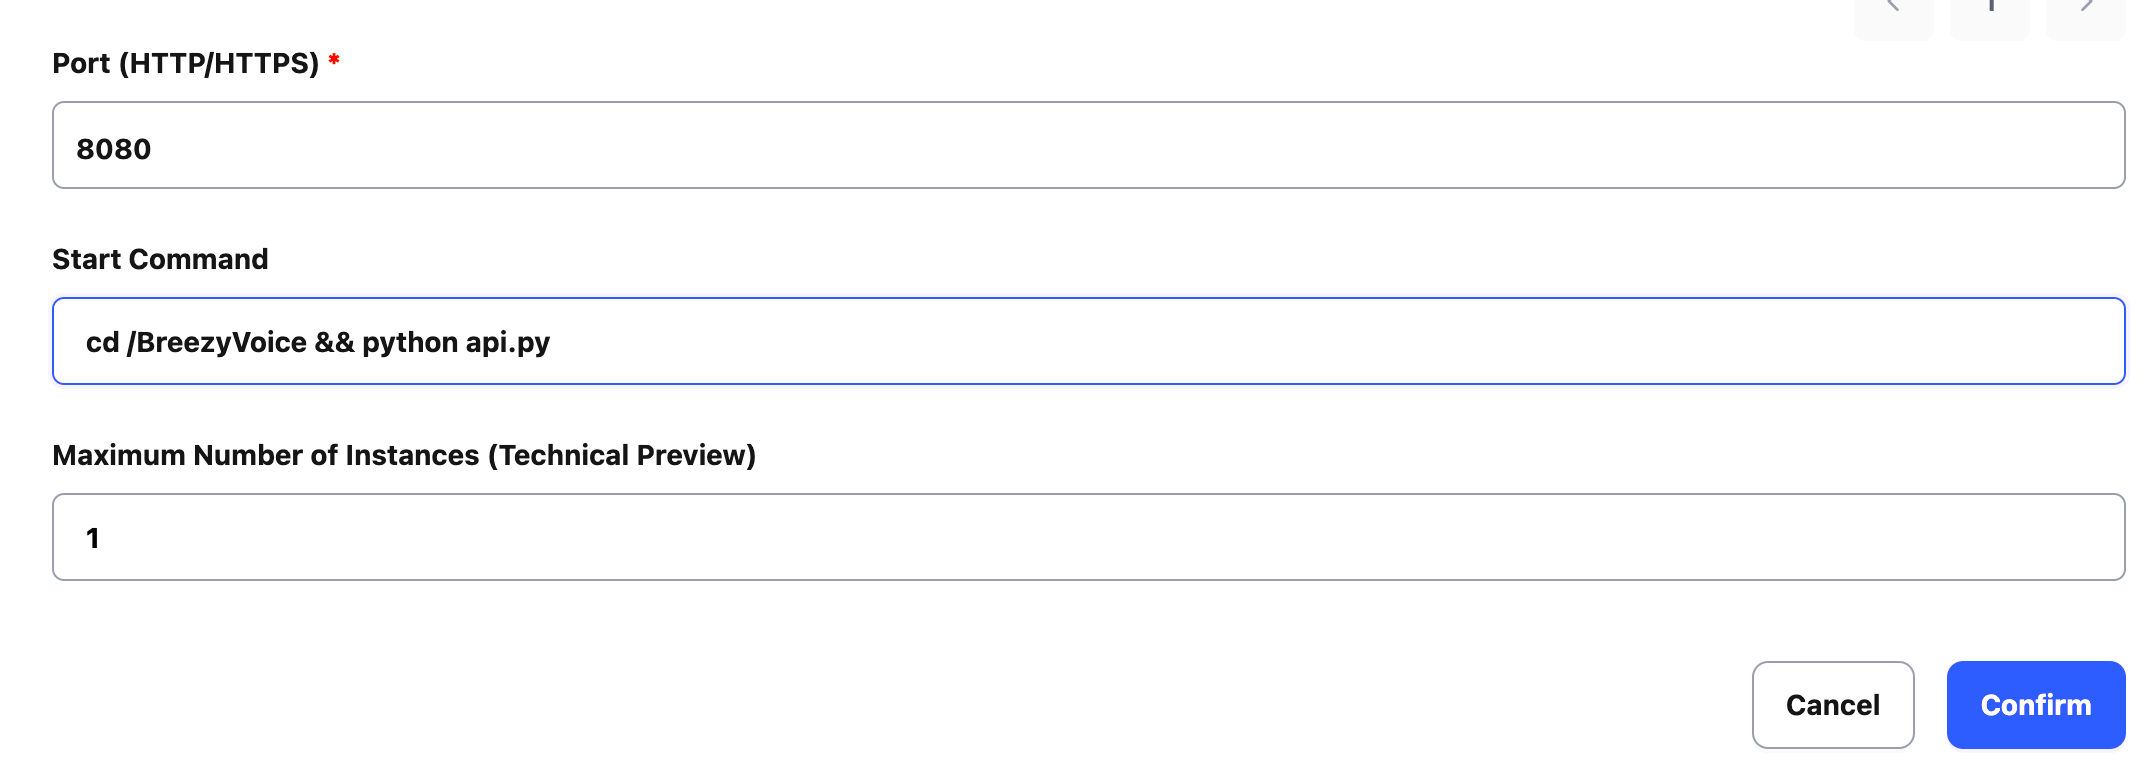 Port (HTTP/HTTPS) *
8080
Start Command
cd /BreezyVoice && python api.py
Maximum Number of Instances (Technical Preview)
1
Cancel
Confirm